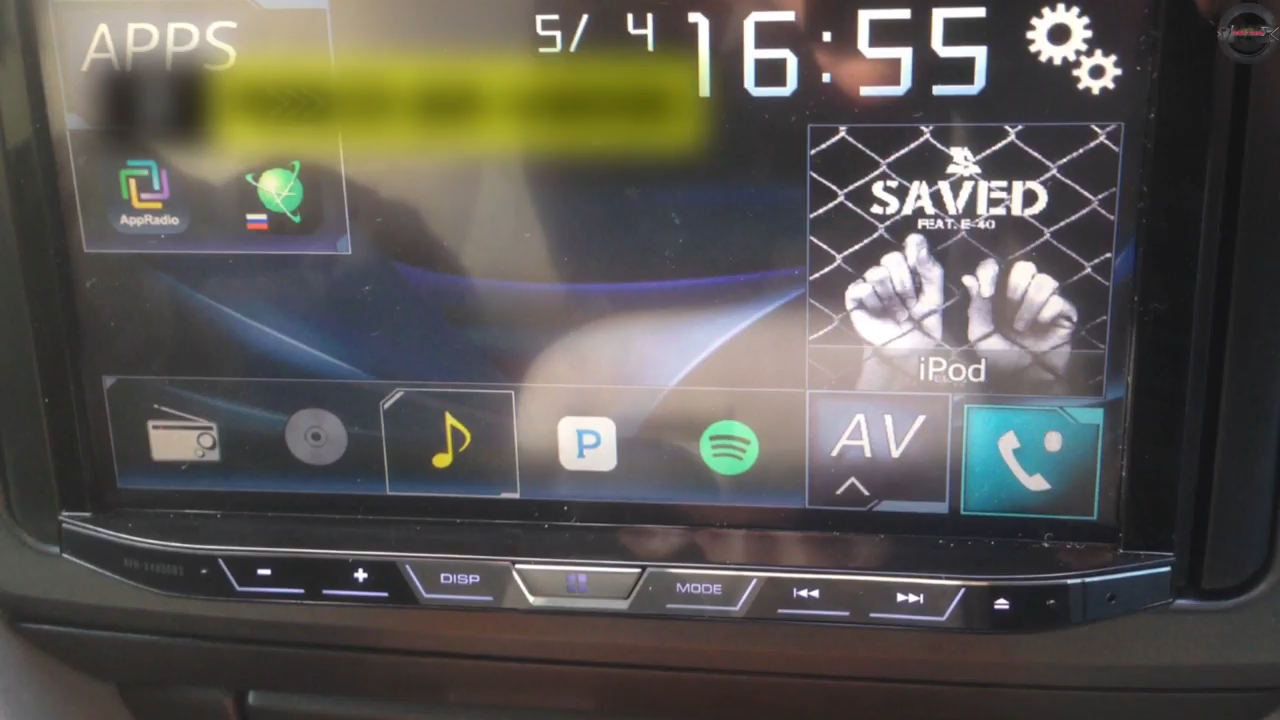 APPS
5/ 4
16:55
AppRadio
SAVED
FEAT. E-40
iPod
P
AV
DISP
MODE